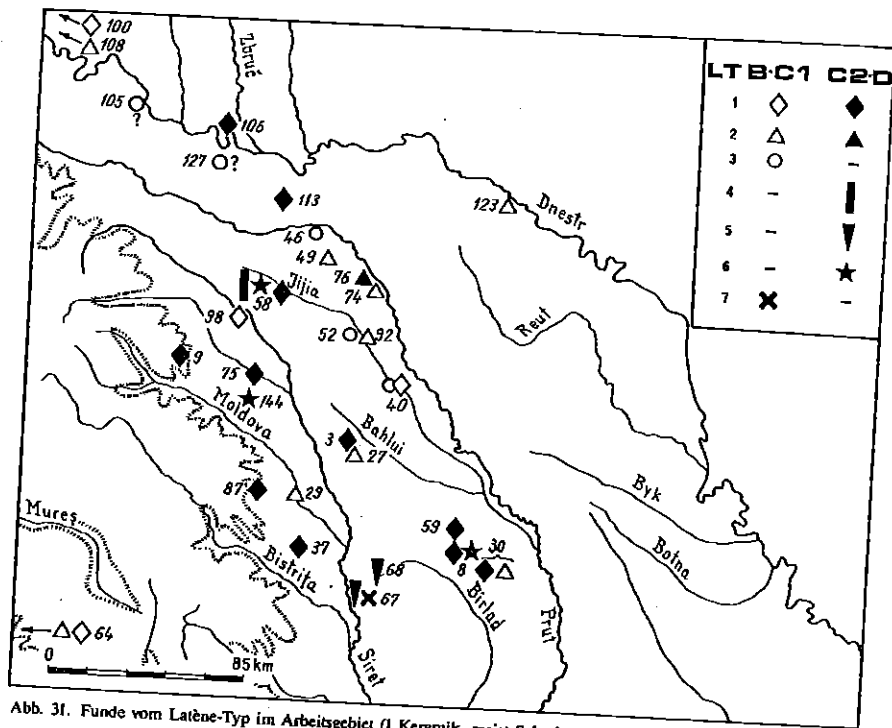 100
108
Zbruč
105
?
106
127
?
113
46
49
76
74
58
Jijia
123
Dnestr
98
52
92
9
75
144
40
Reut
Moldova
3
Bahlui
27
87
29
Mureş
37
Bistriţa
59
30
8
68
67
Bîrlad
Byk
Botna
Prut
Siret
64
0
85 km
LT B-C1 C2-D
1
2
3 –
4 –
5 –
6 –
7 –
Abb. 31. Funde vom Latène-Typ im Arbeitsgebiet (1 Keramik,